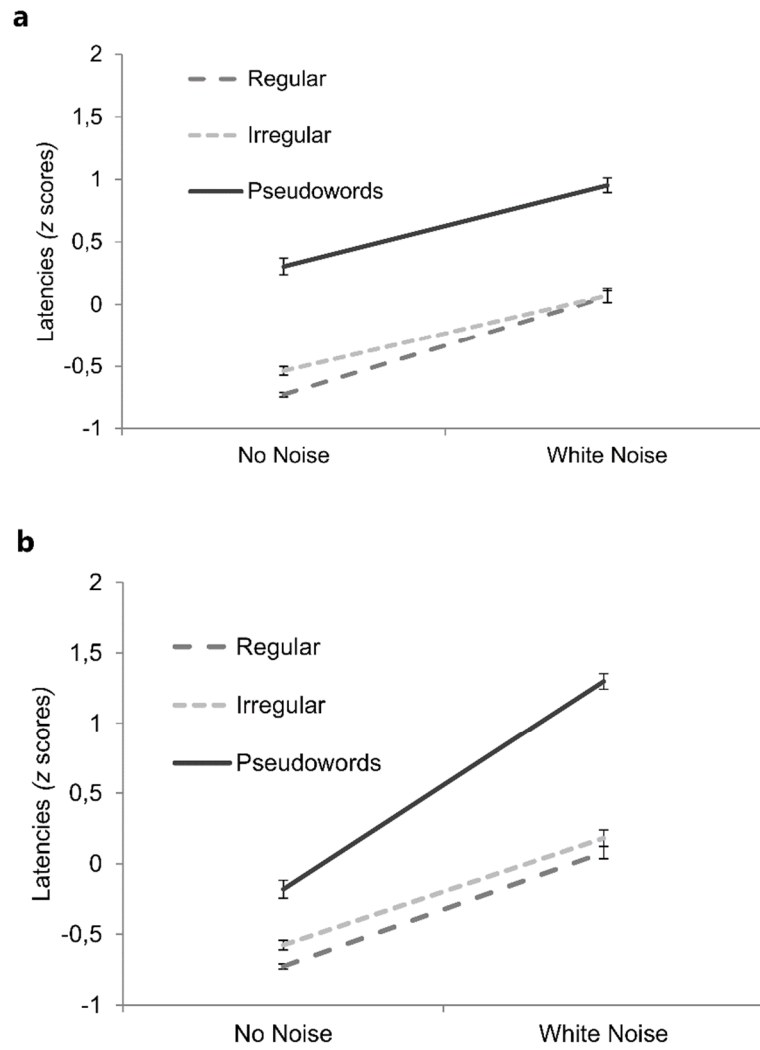 a
2
1,5
1
0,5
0
-0,5
-1
Latencies (z scores)
Regular
Irregular
Pseudowords
No Noise
White Noise
b
2
1,5
1
0,5
0
-0,5
-1
Latencies (z scores)
Regular
Irregular
Pseudowords
No Noise
White Noise